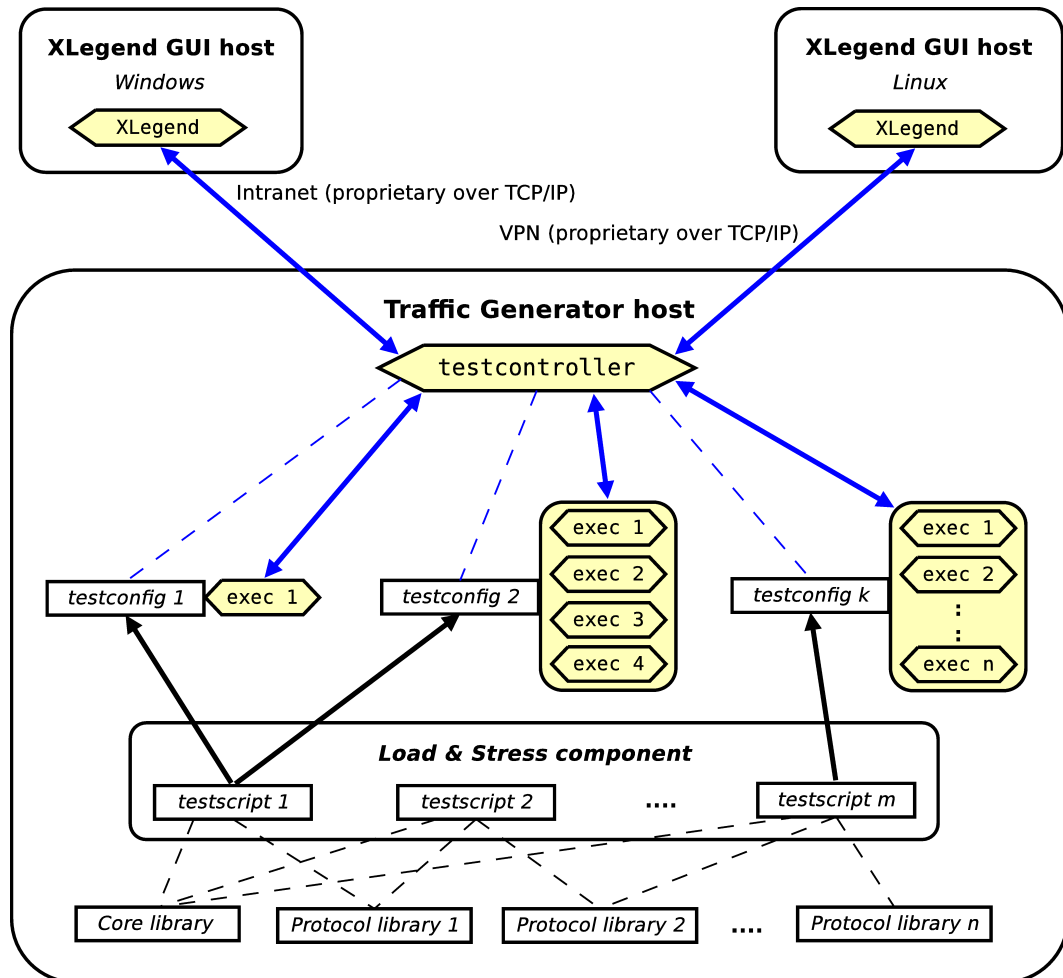 XLegend GUI host
Windows
XLegend
XLegend GUI host
Linux
XLegend
Intranet (proprietary over TCP/IP)
VPN (proprietary over TCP/IP)
Traffic Generator host
testcontroller
testconfig 1
exec 1
testconfig 2
exec 1
exec 2
exec 3
exec 4
testconfig k
exec 1
exec 2
:
:
exec n
Load & Stress component
testscript 1
testscript 2
....
testscript m
Core library
Protocol library 1
Protocol library 2
....
Protocol library n